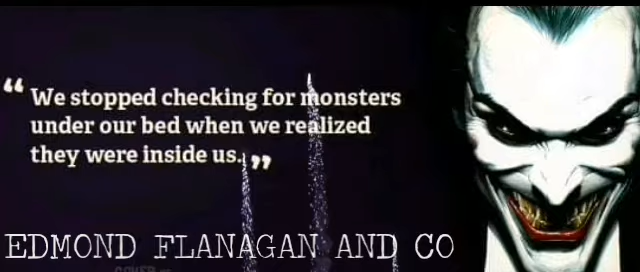 “ We stopped checking for monsters
under our bed when we realized
they were inside us. ”
EDMOND FLANAGAN AND CO